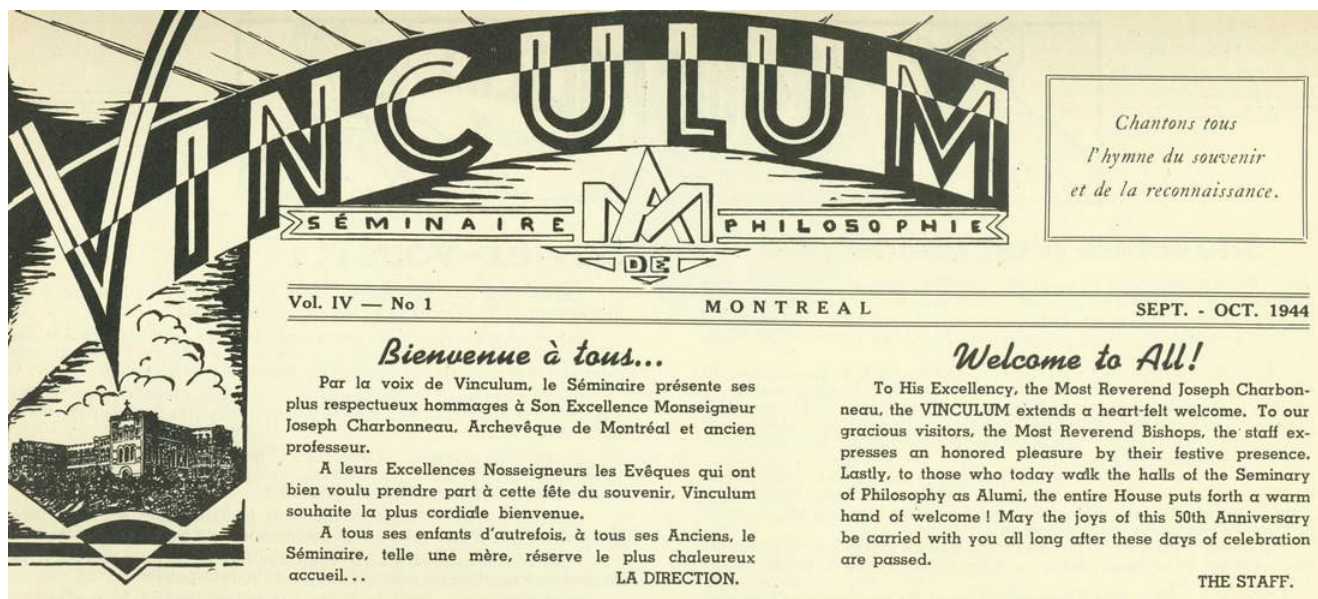 VINCULUM
SÉMINAIRE
DE
PHILOSOPHIE
Chantons tous
l'hymne du souvenir
et de la reconnaissance.
Vol. IV — No 1
MONTREAL
SEPT. - OCT. 1944
Bienvenue à tous...
Par la voix de Vinculum, le Séminaire présente ses
plus respectueux hommages à Son Excellence Monseigneur
Joseph Charbonneau, Archevêque de Montréal et ancien
professeur.
A leurs Excellences Nosseigneurs les Evêques qui ont
bien voulu prendre part à cette fête du souvenir, Vinculum
souhaite la plus cordiale bienvenue.
A tous ses enfants d'autrefois, à tous ses Anciens, le
Séminaire, telle une mère, réserve le plus chaleureux
accueil...
LA DIRECTION.
Welcome to All!
To His Excellency, the Most Reverend Joseph Charbon-
neau, the VINCULUM extends a heart-felt welcome. To our
gracious visitors, the Most Reverend Bishops, the staff ex-
presses an honored pleasure by their festive presence.
Lastly, to those who today walk the halls of the Seminary
of Philosophy as Alumi, the entire House puts forth a warm
hand of welcome ! May the joys of this 50th Anniversary
be carried with you all long after these days of celebration
are passed.
THE STAFF.